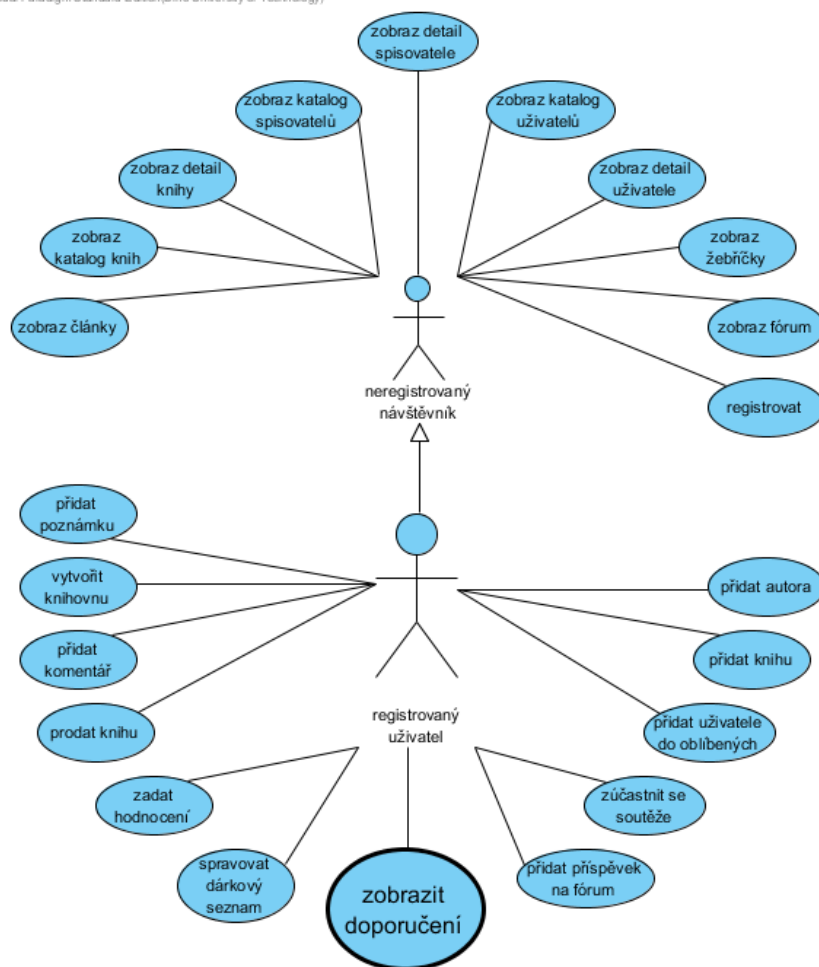 zobraz detail
spisovatele
zobraz katalog
spisovatelů
zobraz katalog
uživatelů
zobraz detail
knihy
zobraz detail
uživatele
zobraz
katalog knih
zobraz
žebříčky
zobraz články
zobraz fórum
neregistrovaný
návštěvník
registrovat
přidat
poznámku
vytvořit
knihovnu
přidat autora
přidat
komentář
přidat knihu
prodat knihu
registrovaný
uživatel
přidat uživatele
do oblíbených
zadat
hodnocení
zúčastnit se
soutěže
spravovat
dárkový
seznam
zobrazit
doporučení
přidat příspěvek
na fórum